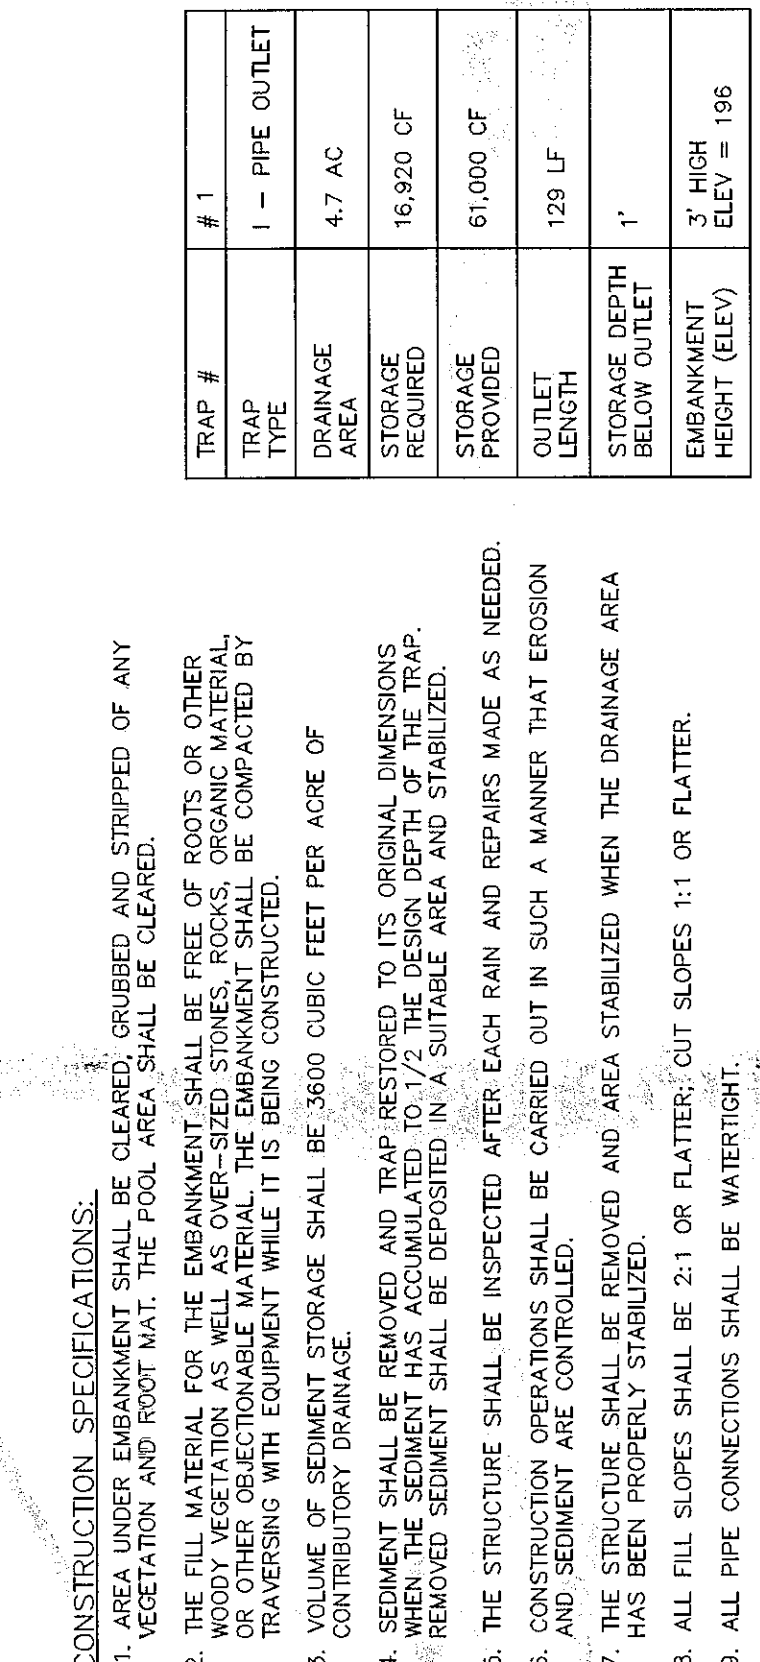 CONSTRUCTION SPECIFICATIONS:
1. AREA UNDER EMBANKMENT SHALL BE CLEARED, GRUBBED AND STRIPPED OF ANY
VEGETATION AND ROOT MAT. THE POOL AREA SHALL BE CLEARED.
2. THE FILL MATERIAL FOR THE EMBANKMENT SHALL BE FREE OF ROOTS OR OTHER
WOODY VEGETATION AS WELL AS OVER-SIZED STONES, ROCKS, ORGANIC MATERIAL,
OR OTHER OBJECTIONABLE MATERIAL. THE EMBANKMENT SHALL BE COMPACTED BY
TRAVERSING WITH EQUIPMENT WHILE IT IS BEING CONSTRUCTED.
3. VOLUME OF SEDIMENT STORAGE SHALL BE 3600 CUBIC FEET PER ACRE OF
CONTRIBUTORY DRAINAGE.
4. SEDIMENT SHALL BE REMOVED AND TRAP RESTORED TO ITS ORIGINAL DIMENSIONS
WHEN THE SEDIMENT HAS ACCUMULATED TO 1/2 THE DESIGN DEPTH OF THE TRAP.
REMOVED SEDIMENT SHALL BE DEPOSITED IN A SUITABLE AREA AND STABILIZED.
5. THE STRUCTURE SHALL BE INSPECTED AFTER EACH RAIN AND REPAIRS MADE AS NEEDED.
6. CONSTRUCTION OPERATIONS SHALL BE CARRIED OUT IN SUCH A MANNER THAT EROSION
AND SEDIMENT ARE CONTROLLED.
7. THE STRUCTURE SHALL BE REMOVED AND AREA STABILIZED WHEN THE DRAINAGE AREA
HAS BEEN PROPERLY STABILIZED.
8. ALL FILL SLOPES SHALL BE 2:1 OR FLATTER; CUT SLOPES 1:1 OR FLATTER.
9. ALL PIPE CONNECTIONS SHALL BE WATERTIGHT.
TRAP # # 1
TRAP
TYPE I - PIPE OUTLET
DRAINAGE
AREA 4.7 AC
STORAGE
REQUIRED 16,920 CF
STORAGE
PROVIDED 61,000 CF
OUTLET
LENGTH 129 LF
STORAGE DEPTH
BELOW OUTLET 1'
EMBANKMENT 3' HIGH
HEIGHT (ELEV) ELEV = 196